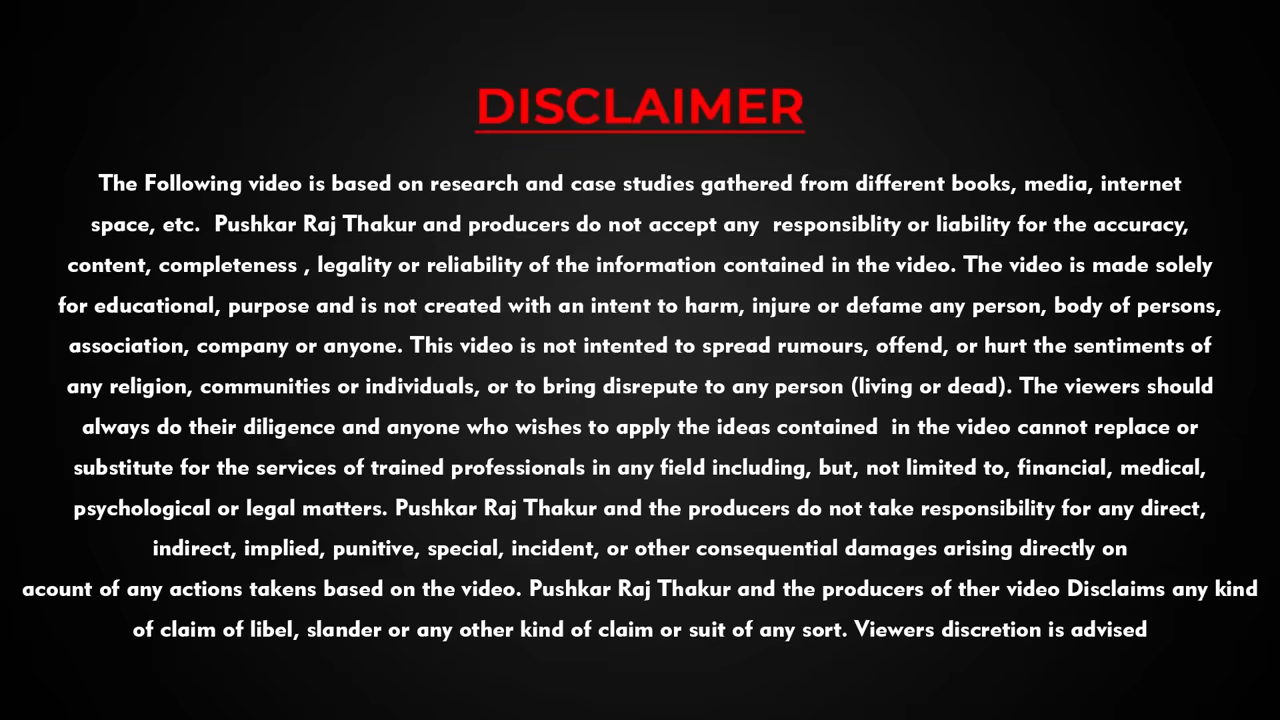 DISCLAIMER
The Following video is based on research and case studies gathered from different books, media, internet
space, etc.  Pushkar Raj Thakur and producers do not accept any  responsiblity or liability for the accuracy,
content, completeness , legality or reliability of the information contained in the video. The video is made solely
for educational, purpose and is not created with an intent to harm, injure or defame any person, body of persons,
association, company or anyone. This video is not intented to spread rumours, offend, or hurt the sentiments of
any religion, communities or individuals, or to bring disrepute to any person (living or dead). The viewers should
always do their diligence and anyone who wishes to apply the ideas contained  in the video cannot replace or
substitute for the services of trained professionals in any field including, but, not limited to, financial, medical,
psychological or legal matters. Pushkar Raj Thakur and the producers do not take responsibility for any direct,
indirect, implied, punitive, special, incident, or other consequential damages arising directly on
acount of any actions takens based on the video. Pushkar Raj Thakur and the producers of ther video Disclaims any kind
of claim of libel, slander or any other kind of claim or suit of any sort. Viewers discretion is advised